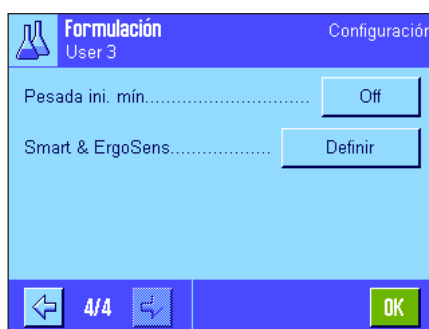 Formulación
Configuración
User 3
Pesada ini. mín............................... Off
Smart & ErgoSens................... Definir
4/4
OK